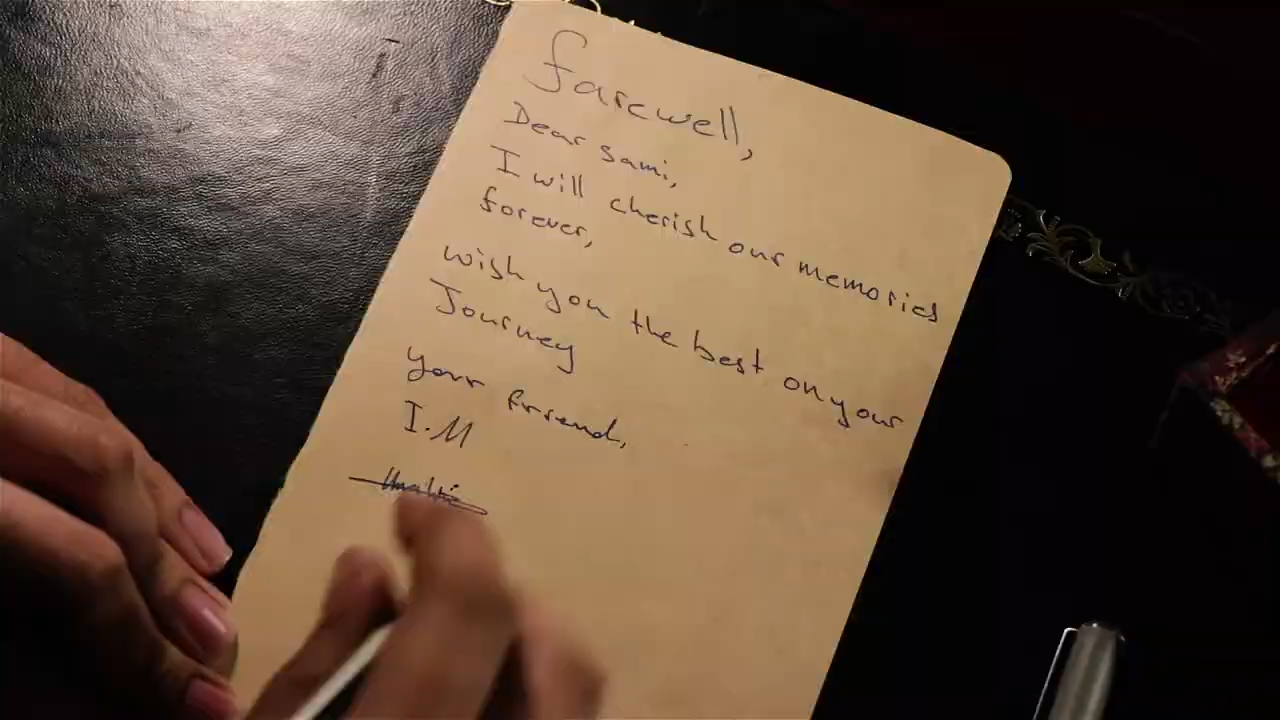 farewell,
Dear Sami,
I will cherish our memories
forever,
wish you the best on your
Journey
your friend,
I.M